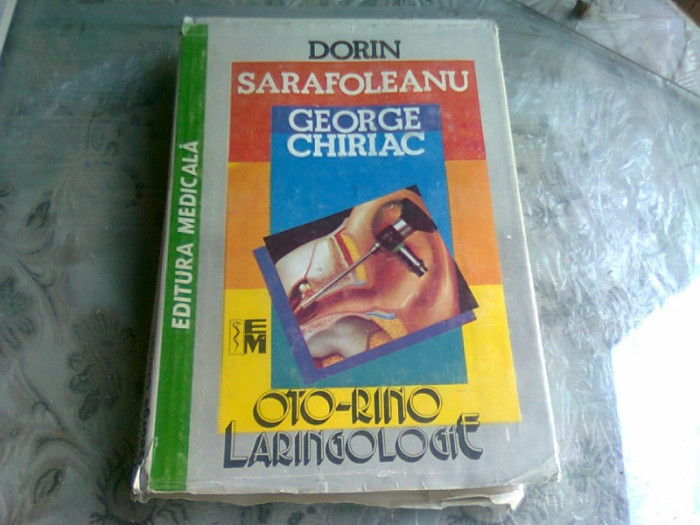 DORIN
SARAFOLEANU
GEORGE
CHIRIAC
EDITURA MEDICALĂ
EM
OTO-RINO
LARINGOLOGIE